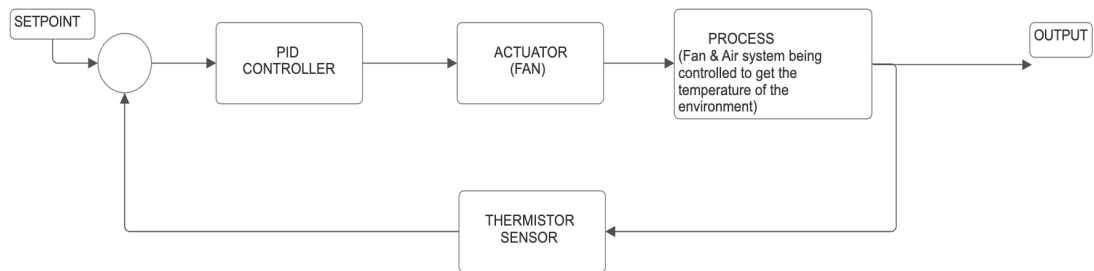 SETPOINT
PID
CONTROLLER
ACTUATOR
(FAN)
PROCESS
(Fan & Air system being
controlled to get the
temperature of the
environment)
OUTPUT
THERMISTOR
SENSOR